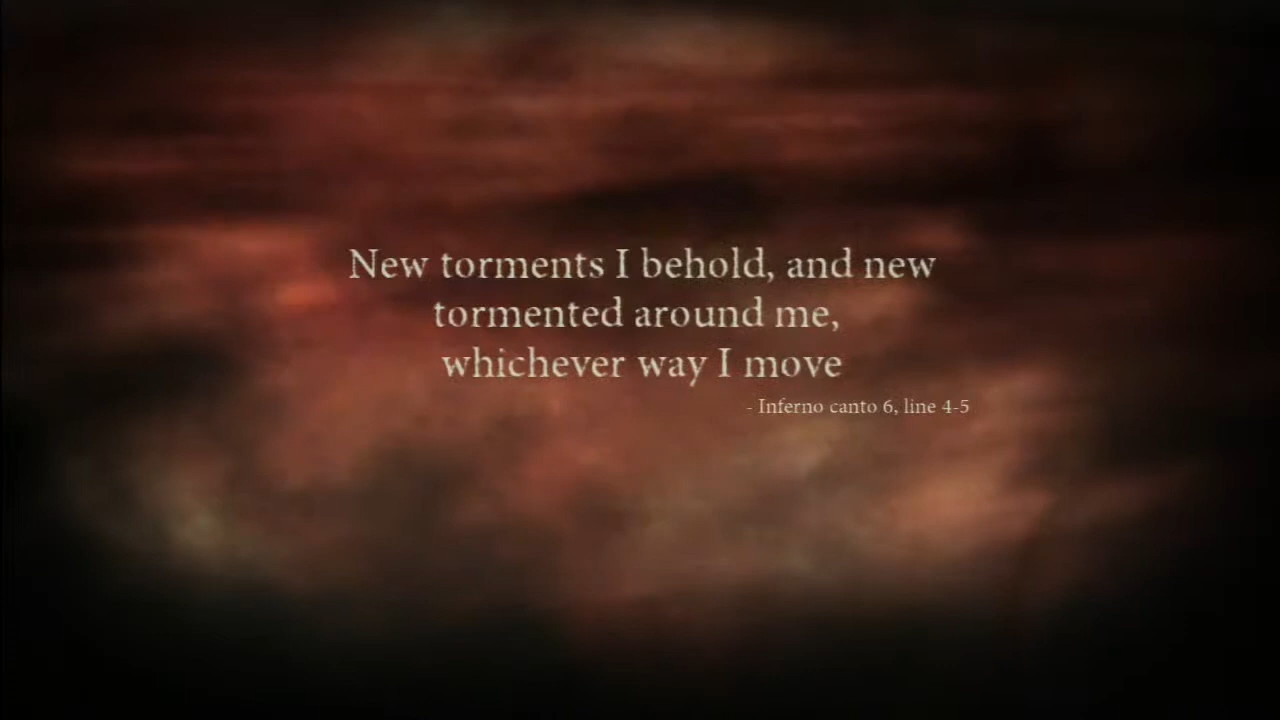 New torments I behold, and new
tormented around me,
whichever way I move
- Inferno canto 6, line 4-5